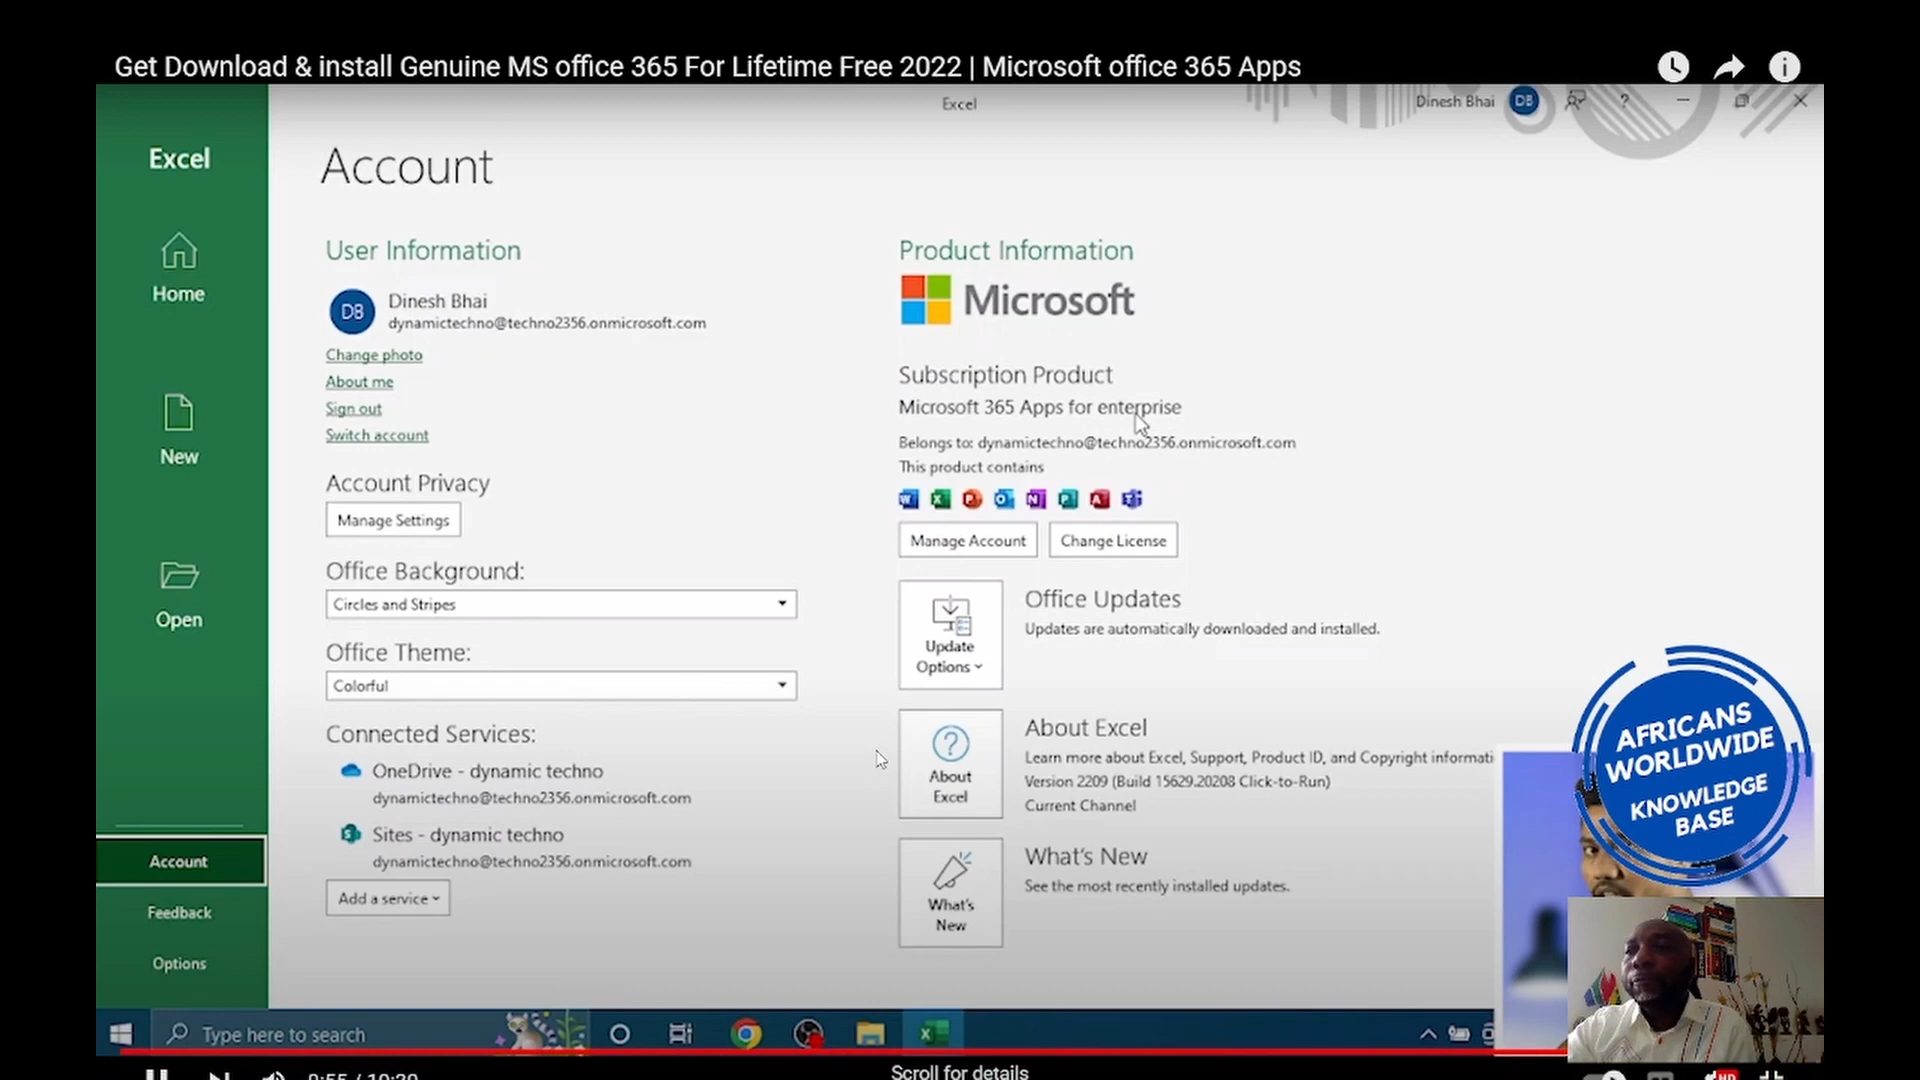 Get Download & install Genuine MS office 365 For Lifetime Free 2022 | Microsoft office 365 Apps
Excel
Dinesh Bhai
DB
?
Excel
Home
New
Open
Account
Feedback
Options
Account
User Information
DB
Dinesh Bhai
dynamictechno@techno2356.onmicrosoft.com
Change photo
About me
Sign out
Switch account
Account Privacy
Manage Settings
Office Background:
Circles and Stripes
Office Theme:
Colorful
Connected Services:
OneDrive - dynamic techno
dynamictechno@techno2356.onmicrosoft.com
Sites - dynamic techno
dynamictechno@techno2356.onmicrosoft.com
Add a service
Product Information
Microsoft
Subscription Product
Microsoft 365 Apps for enterprise
Belongs to: dynamictechno@techno2356.onmicrosoft.com
This product contains
Manage Account
Change License
Update
Options
Office Updates
Updates are automatically downloaded and installed.
About
Excel
About Excel
Learn more about Excel, Support, Product ID, and Copyright informati
Version 2209 (Build 15629.20208 Click-to-Run)
Current Channel
What's
New
What's New
See the most recently installed updates.
AFRICANS
WORLDWIDE
KNOWLEDGE
BASE
Type here to search
Scroll for details